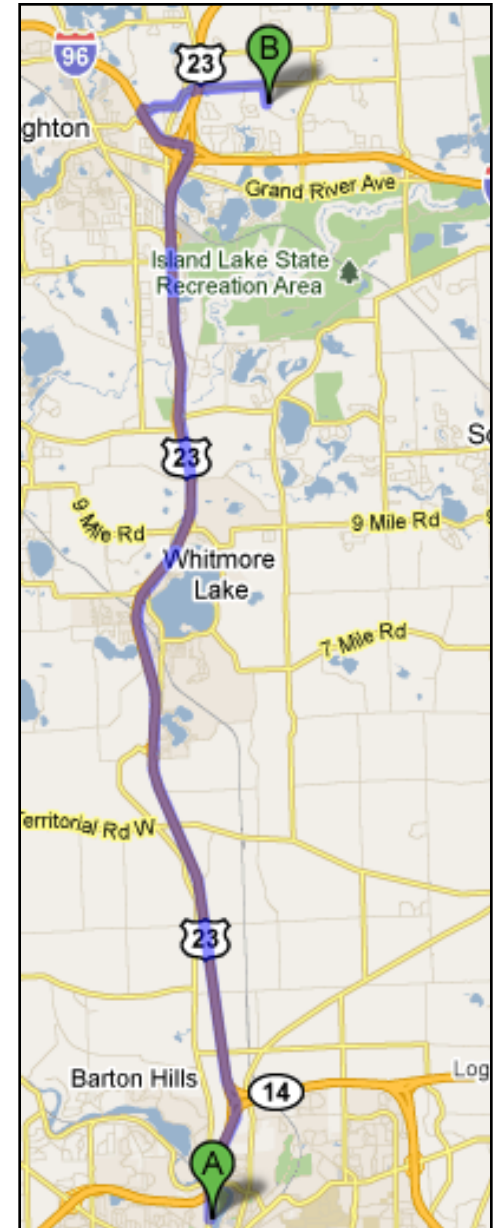 B
96
23
ghton
Grand River Ave
Island Lake State
Recreation Area
23
So
9 Mile Rd
9 Mile Rd
Whitmore
Lake
7 Mile Rd
Territorial Rd W
23
Barton Hills
14
Log
A